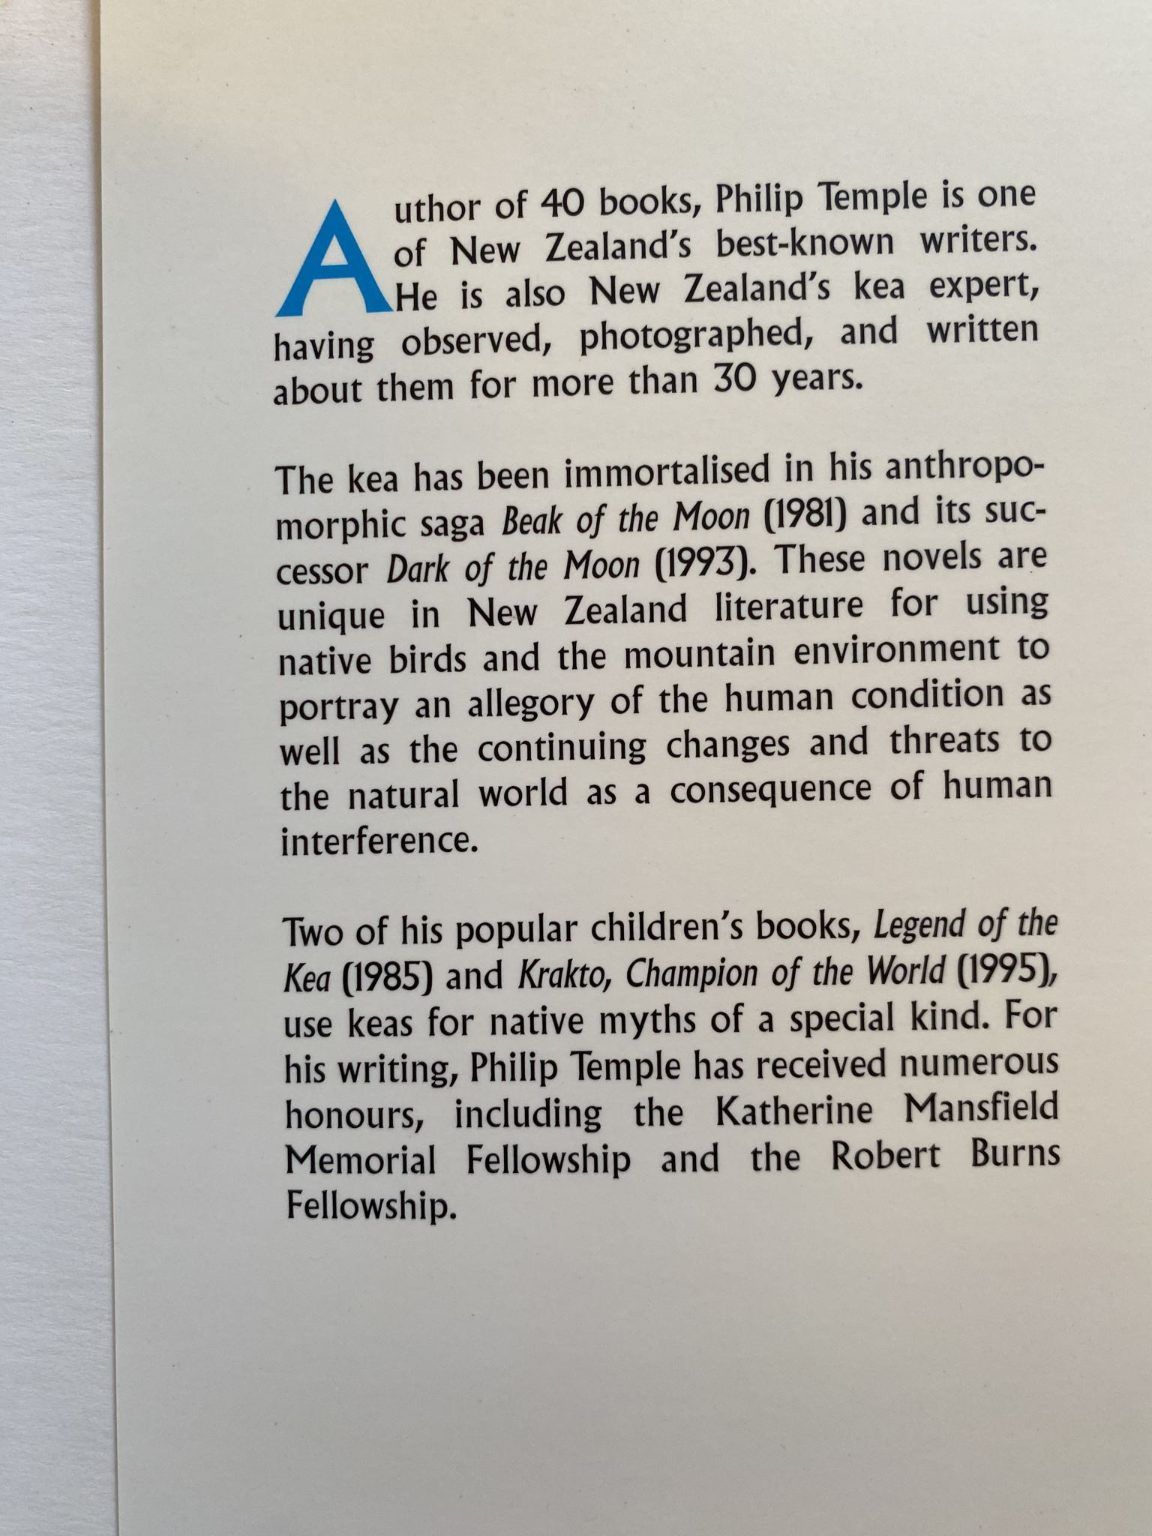 Author of 40 books, Philip Temple is one
of New Zealand's best-known writers.
He is also New Zealand's kea expert,
having observed, photographed, and written
about them for more than 30 years.
The kea has been immortalised in his anthropo-
morphic saga Beak of the Moon (1981) and its suc-
cessor Dark of the Moon (1993). These novels are
unique in New Zealand literature for using
native birds and the mountain environment to
portray an allegory of the human condition as
well as the continuing changes and threats to
the natural world as a consequence of human
interference.
Two of his popular children's books, Legend of the
Kea (1985) and Krakto, Champion of the World (1995),
use keas for native myths of a special kind. For
his writing, Philip Temple has received numerous
honours, including the Katherine Mansfield
Memorial Fellowship and the Robert Burns
Fellowship.